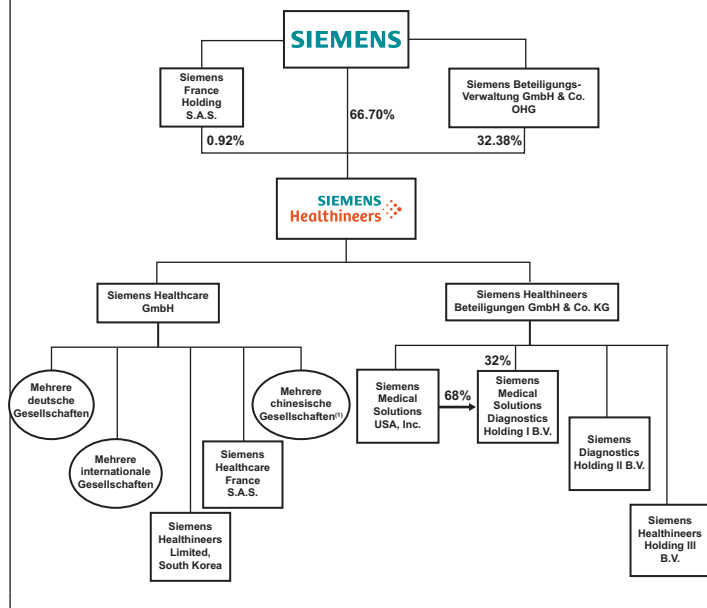 SIEMENS
Siemens
France
Holding
S.A.S.
Siemens Beteiligungs-
Verwaltung GmbH & Co.
OHG
66.70%
0.92%
32.38%
SIEMENS
Healthineers
Siemens Healthcare
GmbH
Siemens Healthineers
Beteiligungen GmbH & Co. KG
Mehrere
deutsche
Gesellschaften
Mehrere
internationale
Gesellschaften
Siemens
Healthineers
Limited,
South Korea
Siemens
Healthcare
France
S.A.S.
Mehrere
chinesische
Gesellschaften(1)
Siemens
Medical
Solutions
USA, Inc.
68%
32%
Siemens
Medical
Solutions
Diagnostics
Holding I B.V.
Siemens
Diagnostics
Holding II B.V.
Siemens
Healthineers
Holding III
B.V.